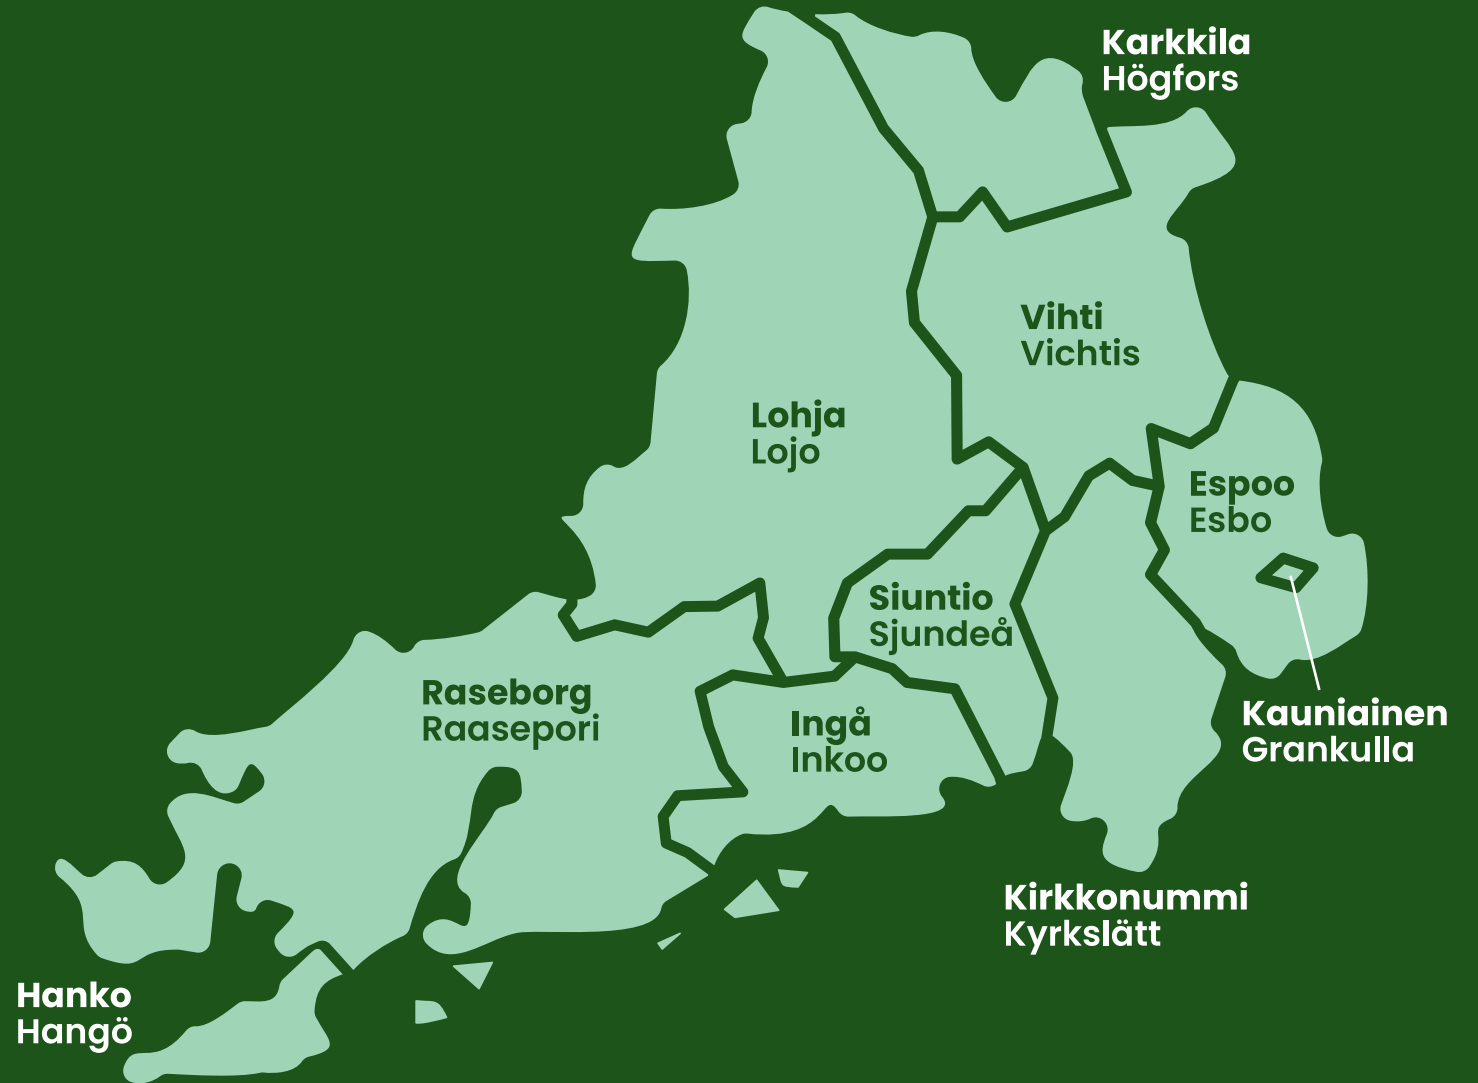 Karkkila
Högfors
Vihti
Vichtis
Lohja
Lojo
Espoo
Esbo
Siuntio
Sjundeå
Raseborg
Raasepori
Ingå
Inkoo
Kauniainen
Grankulla
Kirkkonummi
Kyrkslätt
Hanko
Hangö